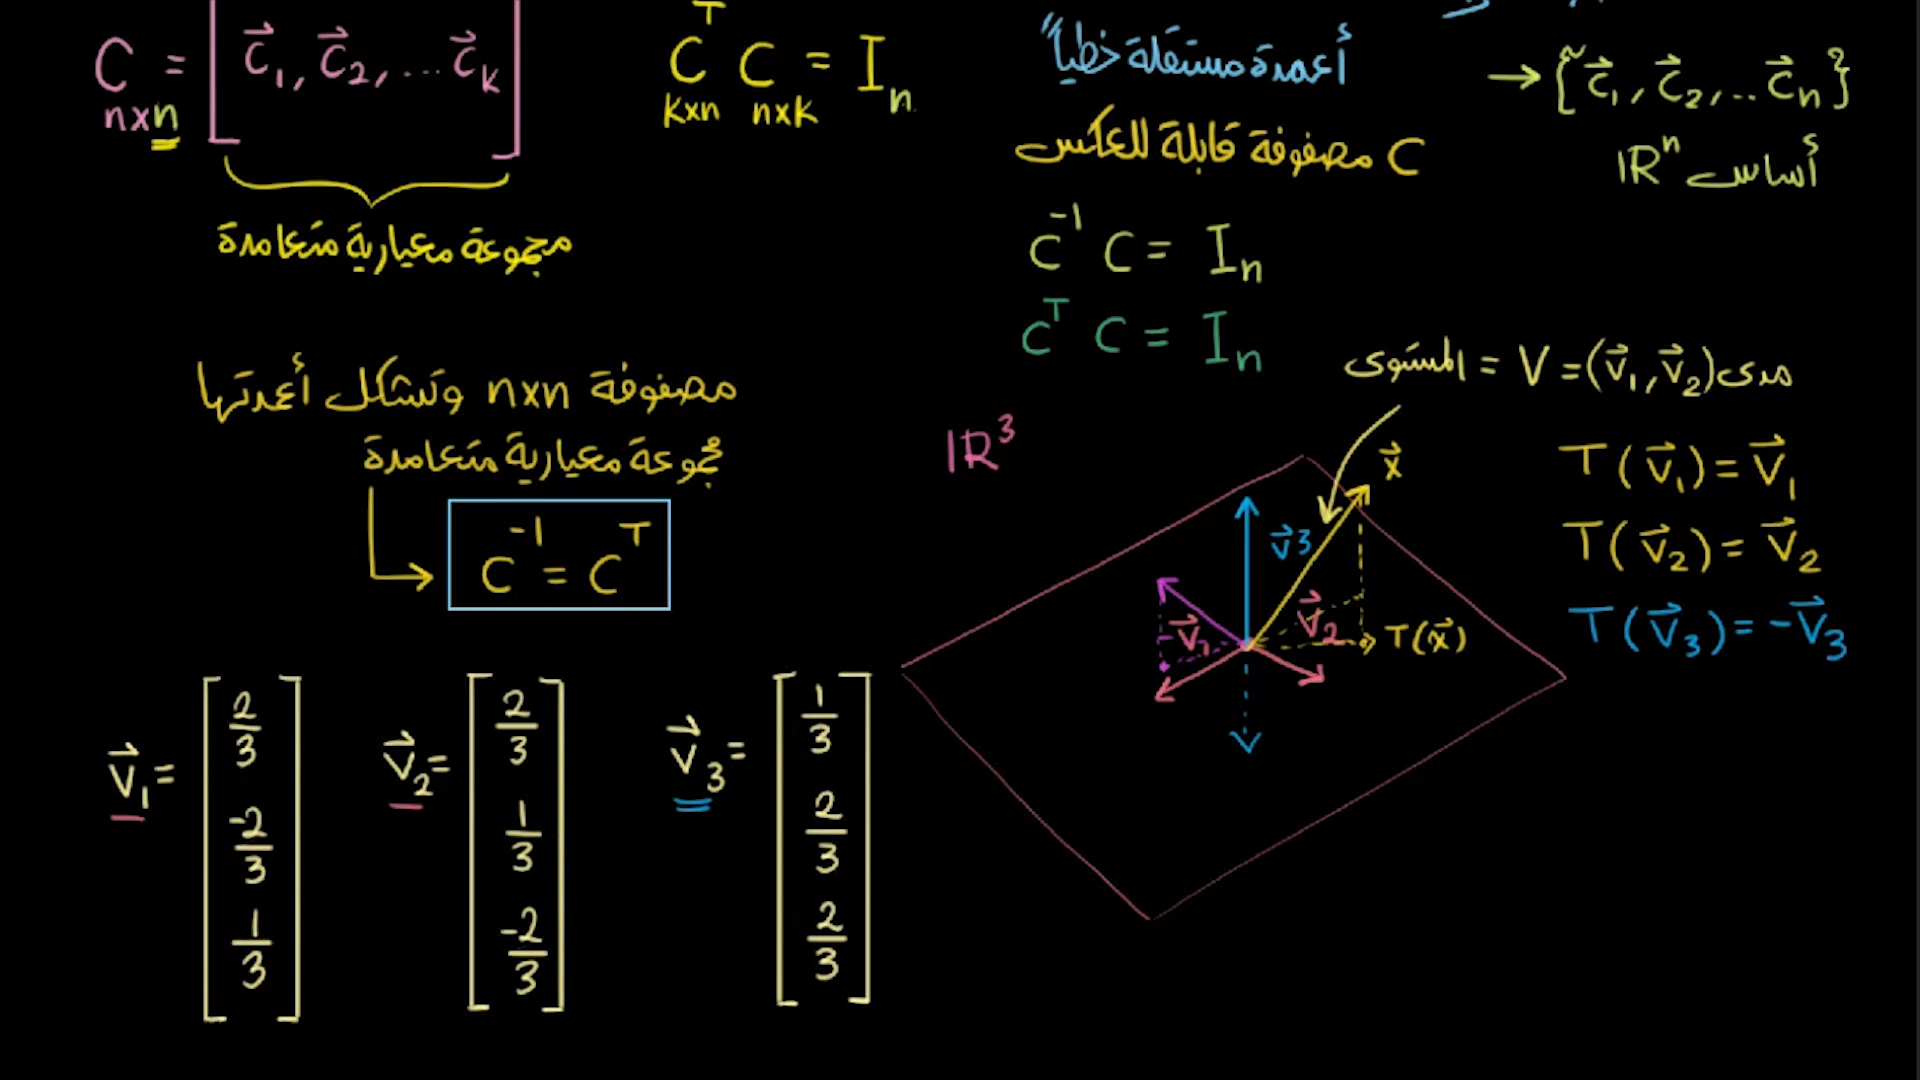 C = [c⃗₁, c⃗₂, ... c⃗ₖ]
n×n
Cᵀ C = Iₙ
k×n n×k
أعمدة مستقلة خطياً
→ {c⃗₁, c⃗₂, ... c⃗ₙ}
C مصفوفة قابلة للعكس
أساس ℝⁿ
مجموعة معيارية متعامدة
C⁻¹ C = Iₙ
Cᵀ C = Iₙ
مصفوفة n×n وتشكل أعمدتها
مجموعة معيارية متعامدة
C⁻¹ = Cᵀ
المستوى = V = (v⃗₁, v⃗₂) مدى
ℝ³
x⃗
v⃗3
v⃗₁
v⃗₂
T(x⃗)
T(v⃗₁) = v⃗₁
T(v⃗₂) = v⃗₂
T(v⃗₃) = -v⃗₃
v⃗₁ = [2/3 -2/3 1/3]
v⃗₂ = [2/3 1/3 -2/3]
v⃗₃ = [1/3 2/3 2/3]